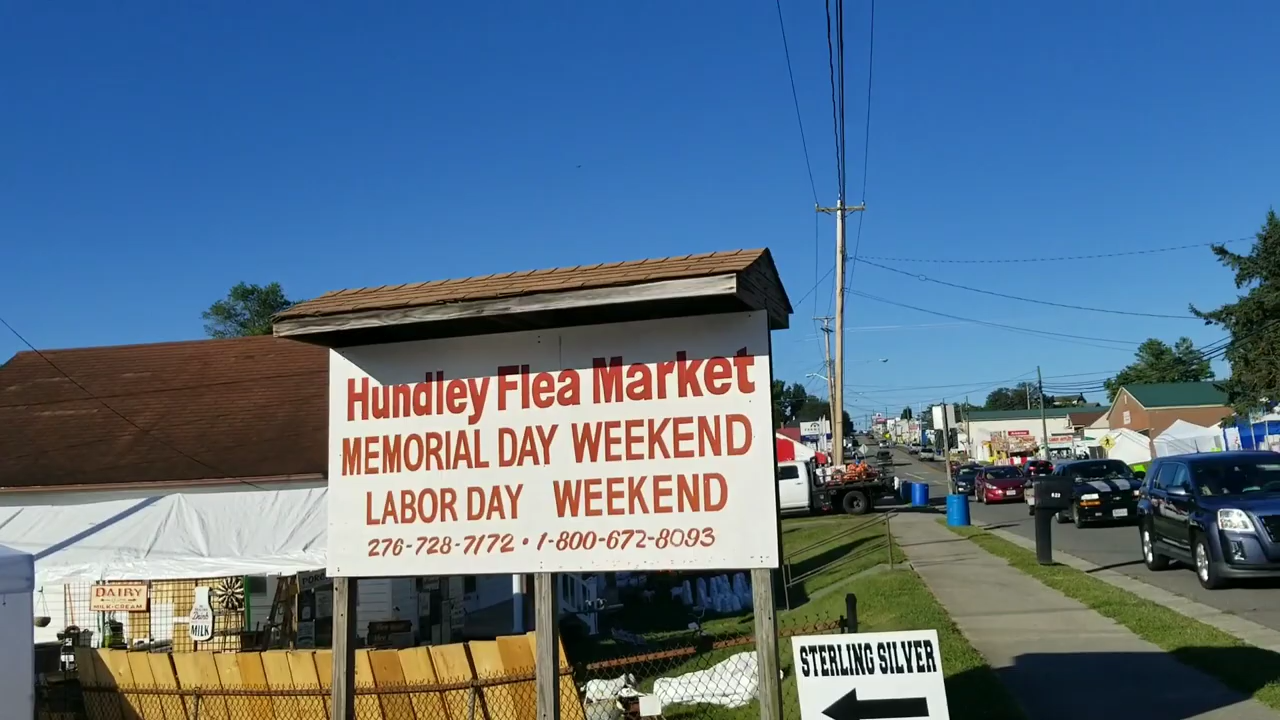 Hundley Flea Market
MEMORIAL DAY WEEKEND
LABOR DAY WEEKEND
276-728-7172 • 1-800-672-8093
DAIRY
MILK-CREAM
MILK
STERLING SILVER